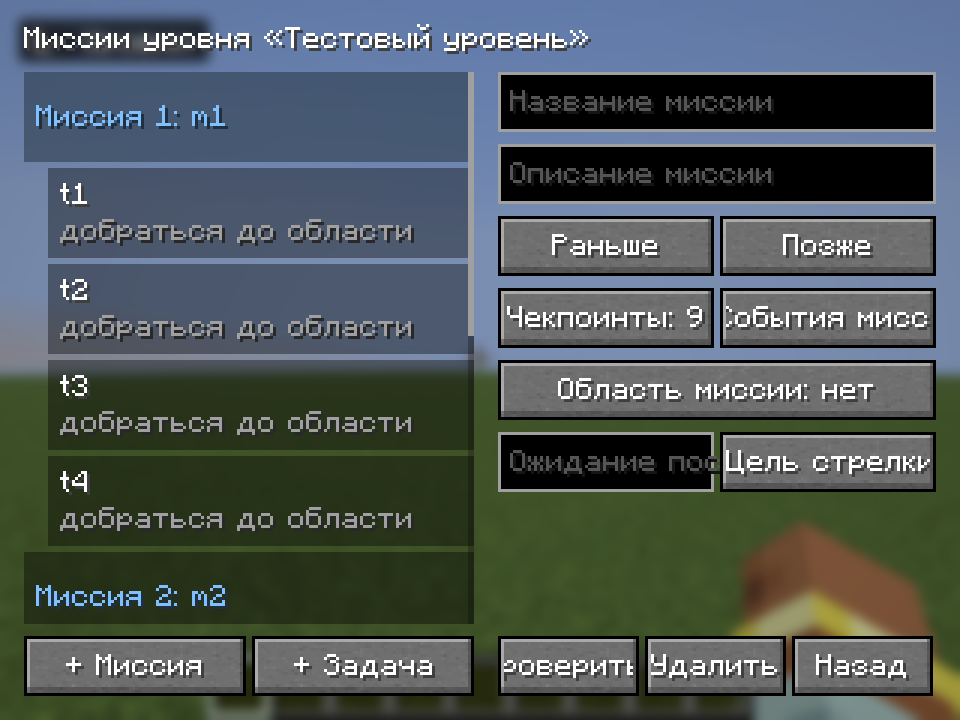 Миссии уровня «Тестовый уровень»
Миссия 1: m1
t1
добраться до области
t2
добраться до области
t3
добраться до области
t4
добраться до области
Миссия 2: m2
+ Миссия
+ Задача
Название миссии
Описание миссии
Раньше
Позже
Чекпоинты: 9
События мисс
Область миссии: нет
Ожидание пос
Цель стрелки
роверить
Удалить
Назад